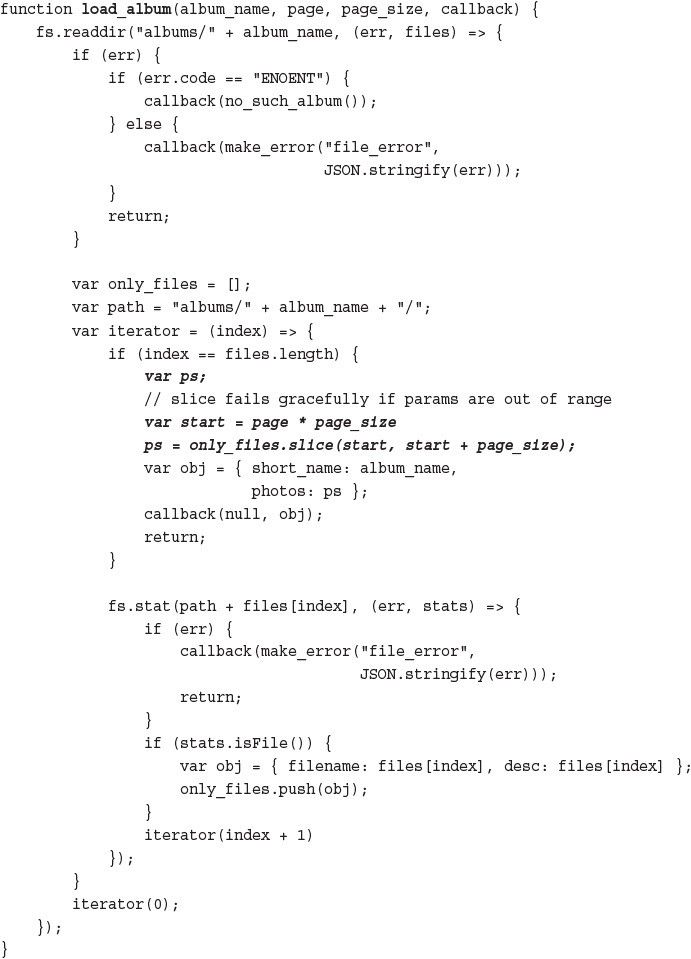 function load_album(album_name, page, page_size, callback) {
    fs.readdir("albums/" + album_name, (err, files) => {
        if (err) {
            if (err.code == "ENOENT") {
                callback(no_such_album());
            } else {
                callback(make_error("file_error",
                                    JSON.stringify(err)));
            }
            return;
        }

        var only_files = [];
        var path = "albums/" + album_name + "/";
        var iterator = (index) => {
            if (index == files.length) {
                var ps;
                // slice fails gracefully if params are out of range
                var start = page * page_size
                ps = only_files.slice(start, start + page_size);
                var obj = { short_name: album_name,
                            photos: ps };
                callback(null, obj);
                return;
            }

            fs.stat(path + files[index], (err, stats) => {
                if (err) {
                    callback(make_error("file_error",
                                        JSON.stringify(err)));
                    return;
                }
                if (stats.isFile()) {
                    var obj = { filename: files[index], desc: files[index] };
                    only_files.push(obj);
                }
                iterator(index + 1)
            });
        }
        iterator(0);
    });
}